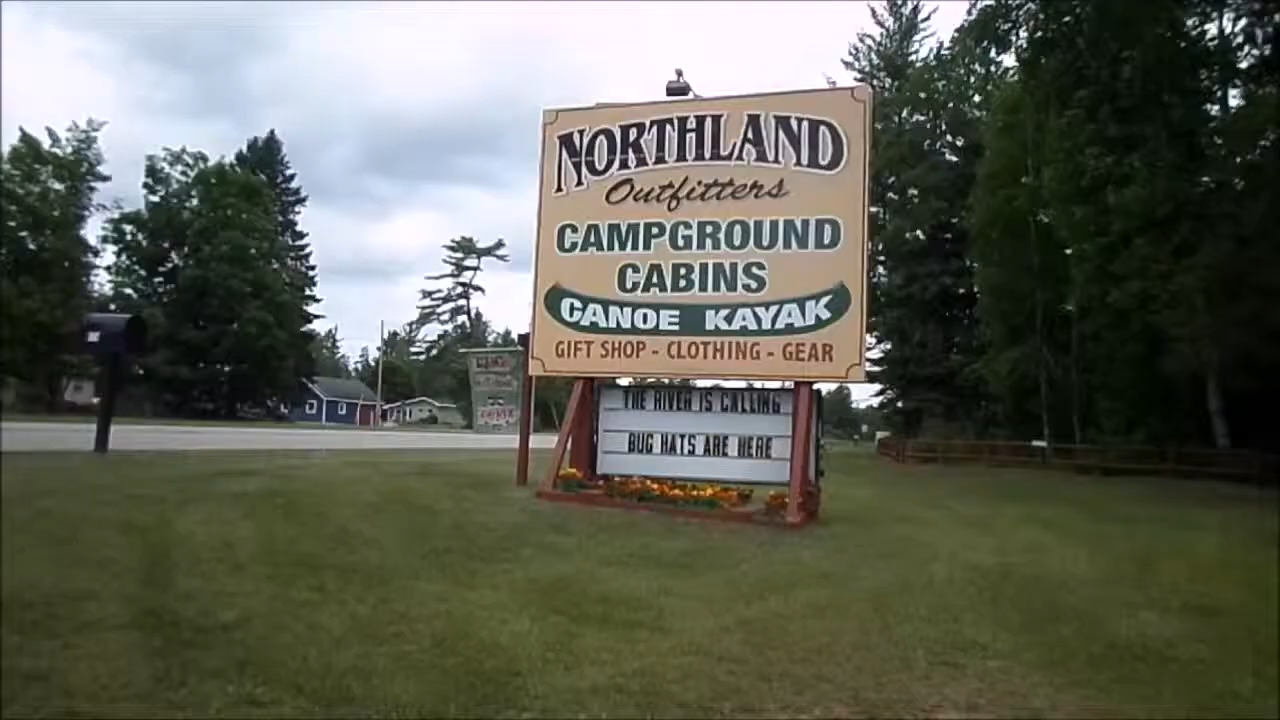 NORTHLAND
Outfitters
CAMPGROUND
CABINS
CANOE KAYAK
GIFT SHOP - CLOTHING - GEAR
THE RIVER IS CALLING
BUG HATS ARE HERE